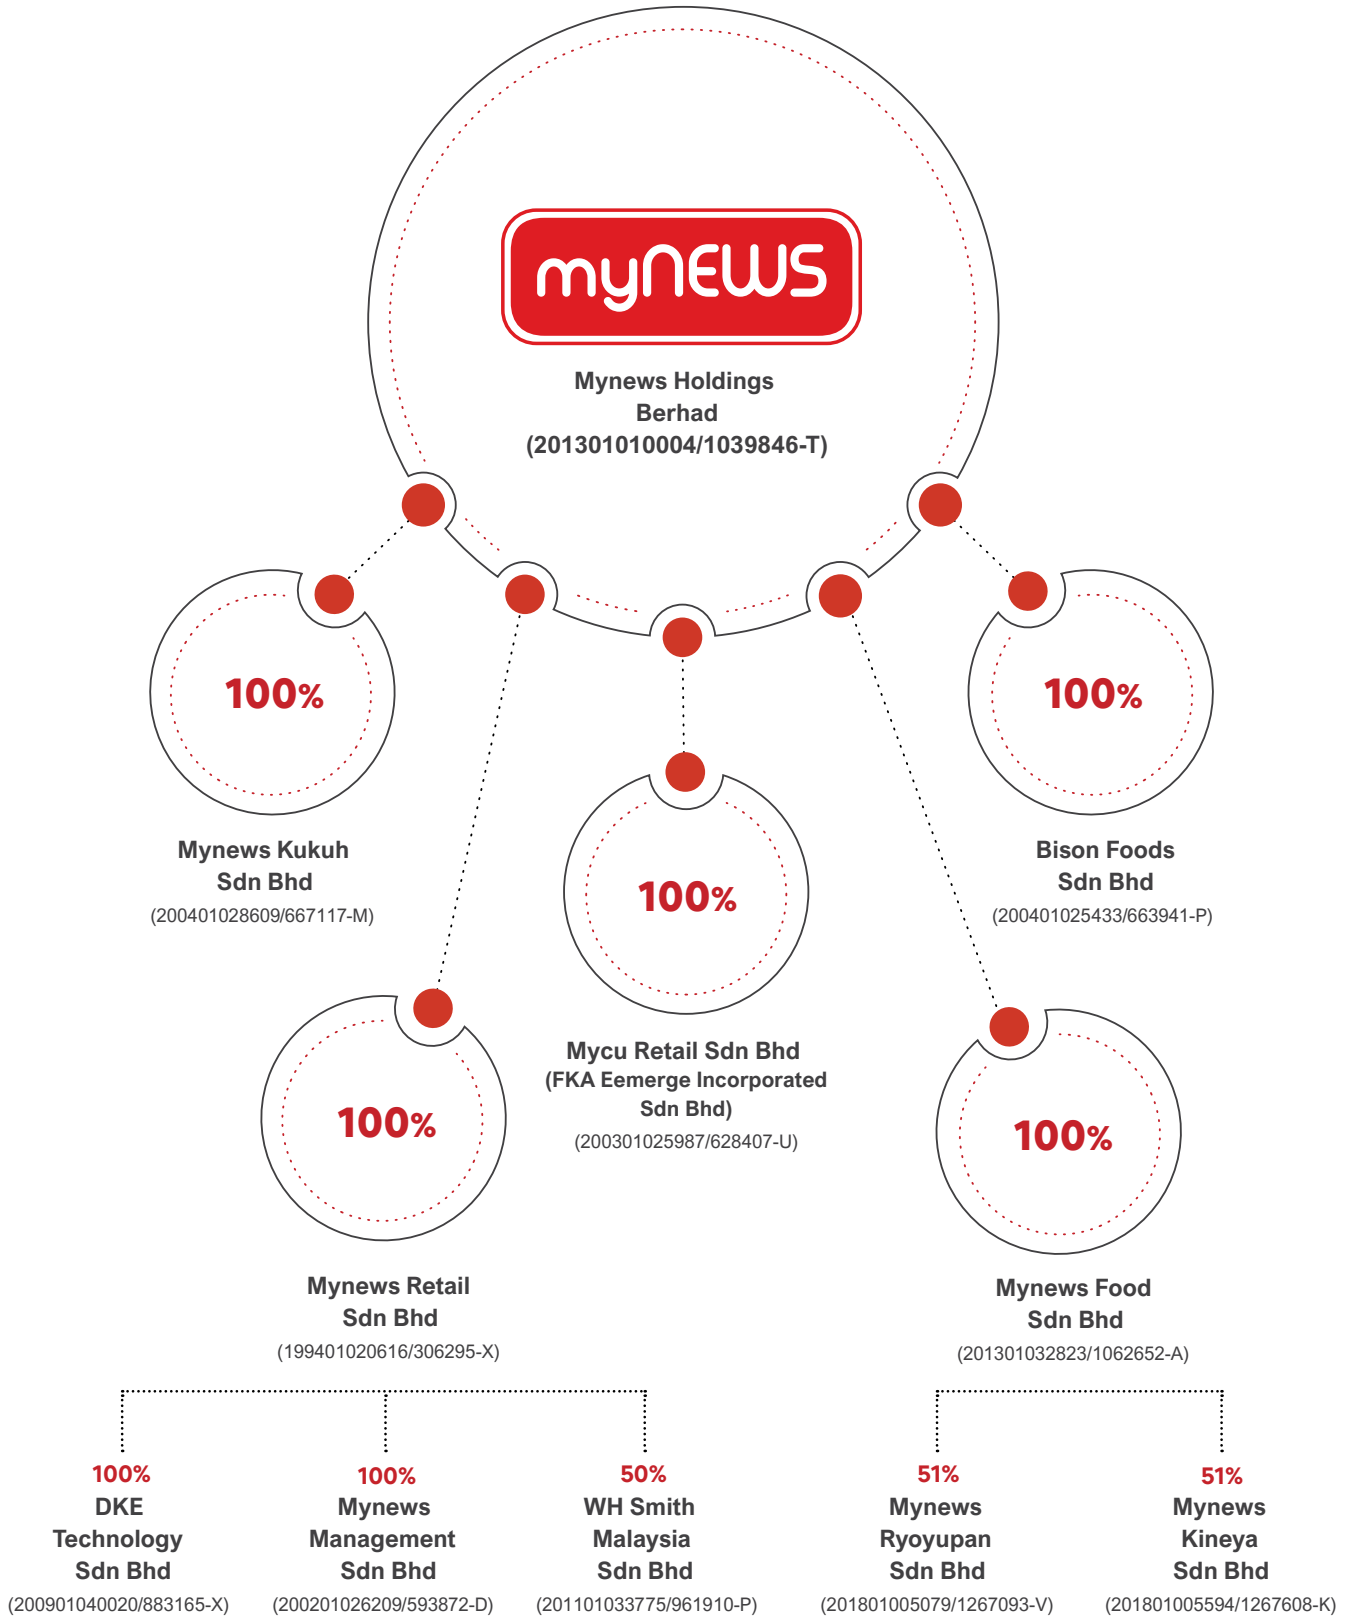 myNEWS
Mynews Holdings
Berhad
(201301010004/1039846-T)
100%
Mynews Kukuh
Sdn Bhd
(200401028609/667117-M)
100%
Bison Foods
Sdn Bhd
(200401025433/663941-P)
100%
Mycu Retail Sdn Bhd
(FKA Eemerge Incorporated
Sdn Bhd)
(200301025987/628407-U)
100%
Mynews Retail
Sdn Bhd
(199401020616/306295-X)
100%
Mynews Food
Sdn Bhd
(201301032823/1062652-A)
100%
DKE
Technology
Sdn Bhd
(200901040020/883165-X)
100%
Mynews
Management
Sdn Bhd
(200201026209/593872-D)
50%
WH Smith
Malaysia
Sdn Bhd
(201101033775/961910-P)
51%
Mynews
Ryoyupan
Sdn Bhd
(201801005079/1267093-V)
51%
Mynews
Kineya
Sdn Bhd
(201801005594/1267608-K)